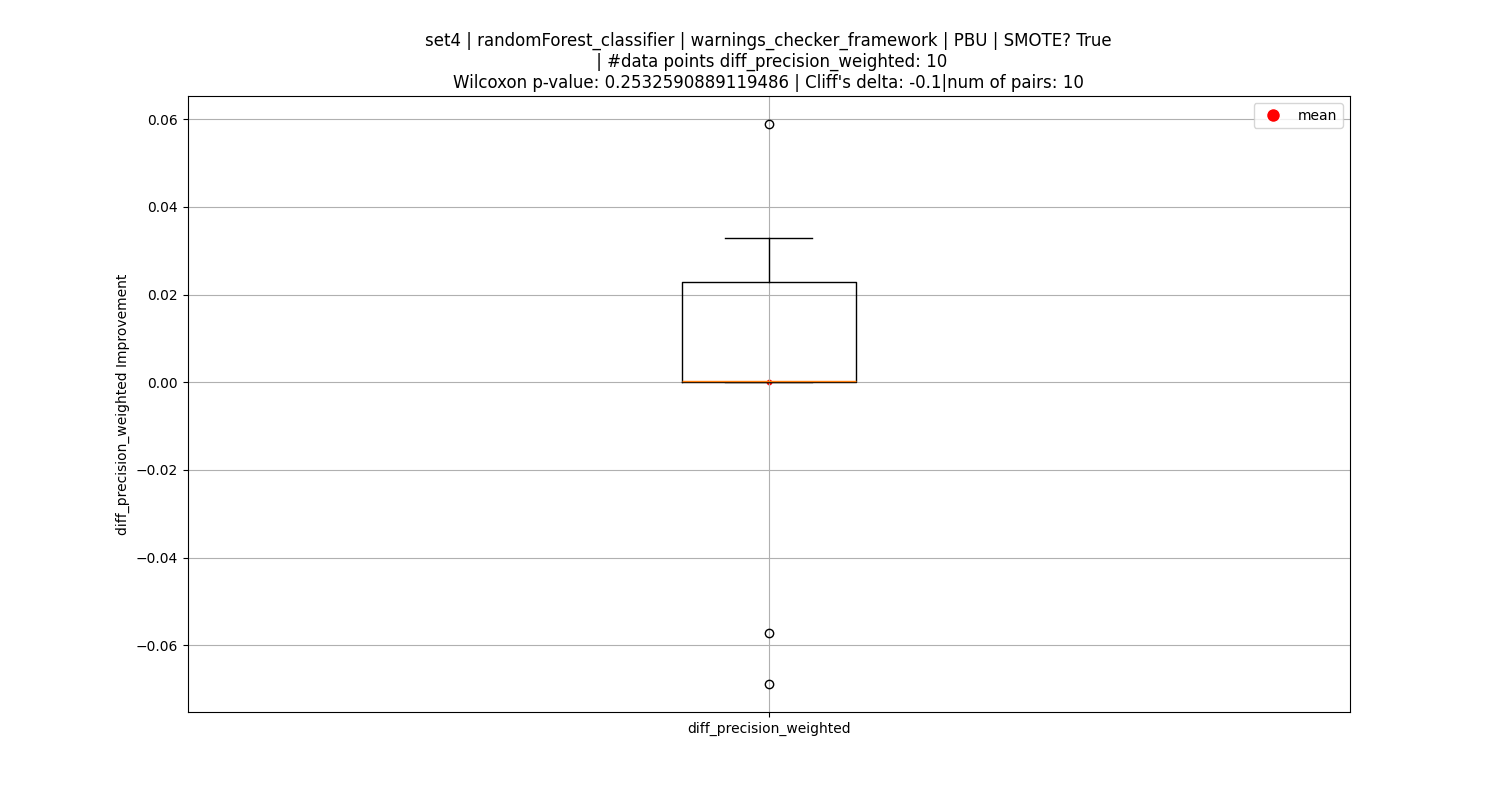 set4 | randomForest_classifier | warnings_checker_framework | PBU | SMOTE? True
| #data points diff_precision_weighted: 10
Wilcoxon p-value: 0.2532590889119486 | Cliff's delta: -0.1|num of pairs: 10
mean
0.06
0.04
0.02
0.00
−0.02
−0.04
−0.06
diff_precision_weighted Improvement
diff_precision_weighted